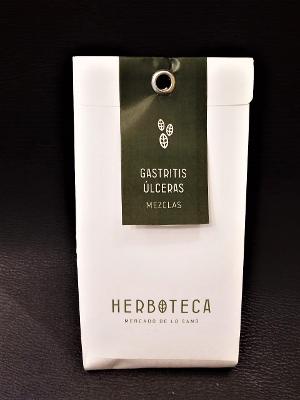 GASTRITIS
ÚLCERAS
MEZCLAS
HERBOTECA
MERCADO DE LO SANO